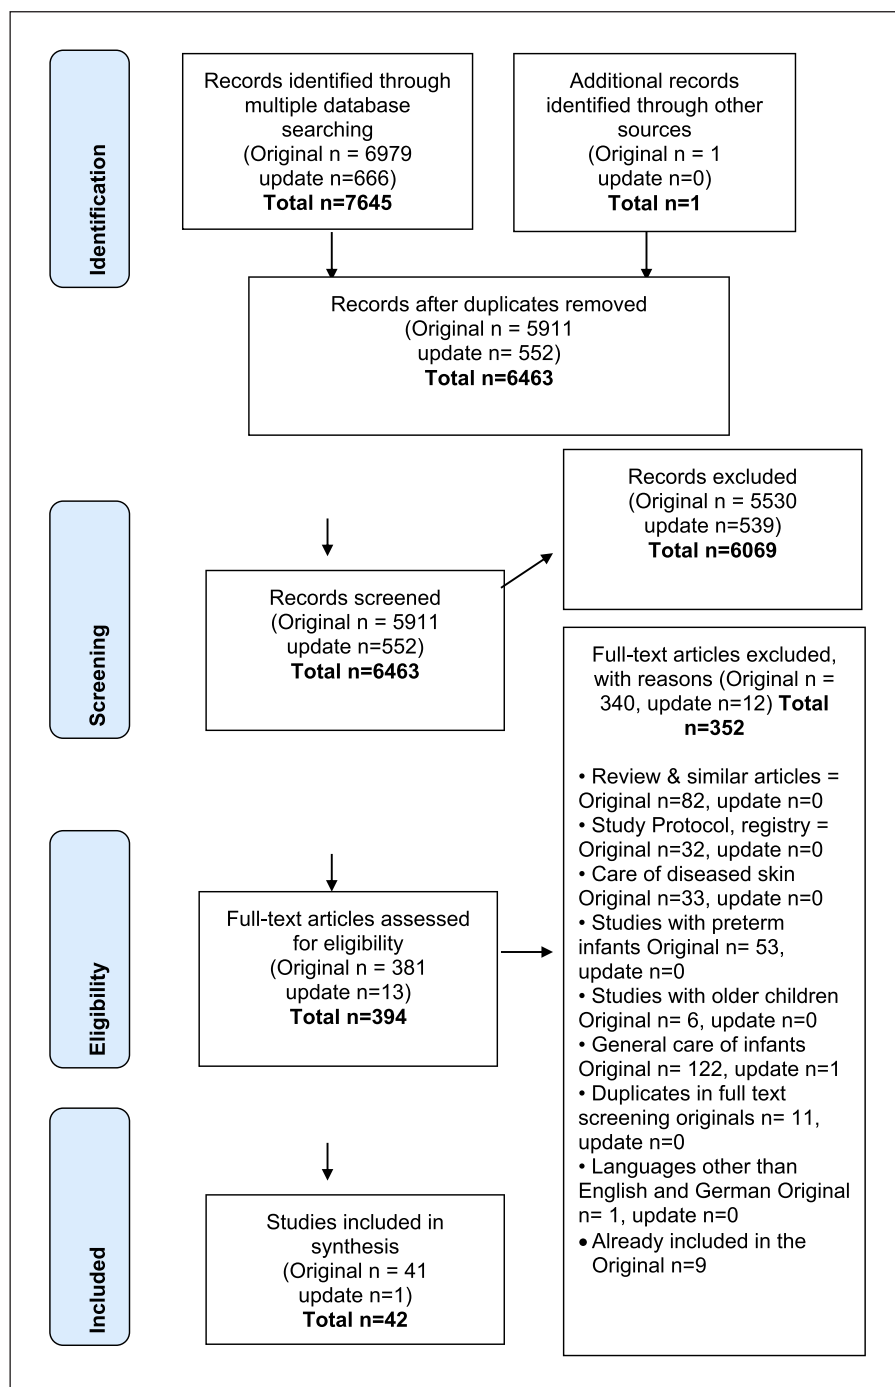 Identification
Records identified through
multiple database
searching
(Original n = 6979
update n=666)
Total n=7645
Additional records
identified through other
sources
(Original n = 1
update n=0)
Total n=1
Records after duplicates removed
(Original n = 5911
update n= 552)
Total n=6463
Screening
Records screened
(Original n = 5911
update n=552)
Total n=6463
Records excluded
(Original n = 5530
update n=539)
Total n=6069
Eligibility
Full-text articles assessed
for eligibility
(Original n = 381
update n=13)
Total n=394
Full-text articles excluded,
with reasons (Original n =
340, update n=12) Total
n=352
• Review & similar articles =
Original n=82, update n=0
• Study Protocol, registry =
Original n=32, update n=0
• Care of diseased skin
Original n=33, update n=0
• Studies with preterm
infants Original n= 53,
update n=0
• Studies with older children
Original n= 6, update n=0
• General care of infants
Original n= 122, update n=1
• Duplicates in full text
screening originals n= 11,
update n=0
• Languages other than
English and German Original
n= 1, update n=0
• Already included in the
Original n=9
Included
Studies included in
synthesis
(Original n = 41
update n=1)
Total n=42